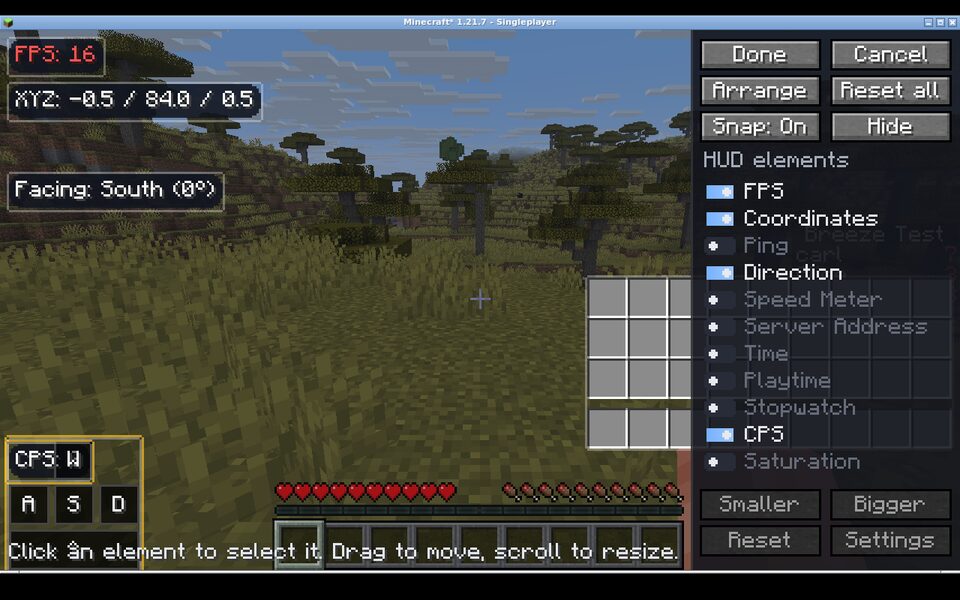 Minecraft* 1.21.7 - Singleplayer
FPS: 16
XYZ: -0.5 / 84.0 / 0.5
Facing: South (0°)
CPS W
A S D
Click an element to select it. Drag to move, scroll to resize.
Done Cancel
Arrange Reset all
Snap: On Hide
HUD elements
FPS
Coordinates
Ping
Direction
Speed Meter
Server Address
Time
Playtime
Stopwatch
CPS
Saturation
Breeze Test
Smaller Bigger
Reset Settings